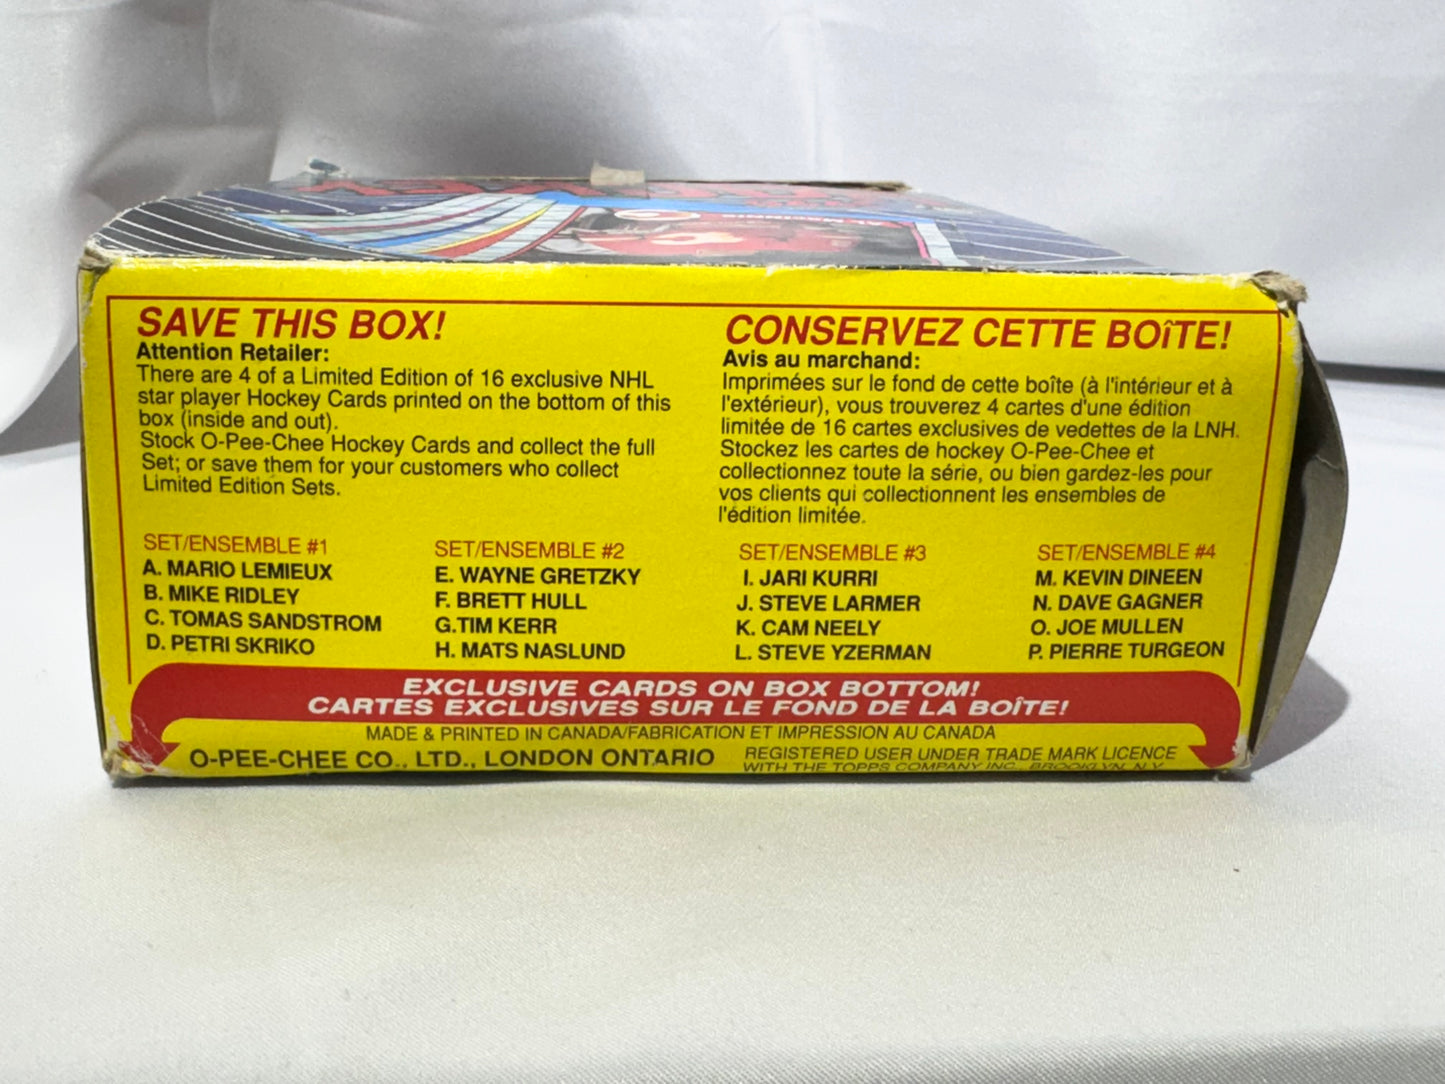 SAVE THIS BOX!
Attention Retailer:
There are 4 of a Limited Edition of 16 exclusive NHL
star player Hockey Cards printed on the bottom of this
box (inside and out).
Stock O-Pee-Chee Hockey Cards and collect the full
Set; or save them for your customers who collect
Limited Edition Sets.
CONSERVEZ CETTE BOîTE!
Avis au marchand:
Imprimées sur le fond de cette boîte (à l'intérieur et à
l'extérieur), vous trouverez 4 cartes d'une édition
limitée de 16 cartes exclusives de vedettes de la LNH.
Stockez les cartes de hockey O-Pee-Chee et
collectionnez toute la série, ou bien gardez-les pour
vos clients qui collectionnent les ensembles de
l'édition limitée.
SET/ENSEMBLE #1
A. MARIO LEMIEUX
B. MIKE RIDLEY
C. TOMAS SANDSTROM
D. PETRI SKRIKO
SET/ENSEMBLE #2
E. WAYNE GRETZKY
F. BRETT HULL
G.TIM KERR
H. MATS NASLUND
SET/ENSEMBLE #3
I. JARI KURRI
J. STEVE LARMER
K. CAM NEELY
L. STEVE YZERMAN
SET/ENSEMBLE #4
M. KEVIN DINEEN
N. DAVE GAGNER
O. JOE MULLEN
P. PIERRE TURGEON
EXCLUSIVE CARDS ON BOX BOTTOM!
CARTES EXCLUSIVES SUR LE FOND DE LA BOÎTE!
MADE & PRINTED IN CANADA/FABRICATION ET IMPRESSION AU CANADA
O-PEE-CHEE CO., LTD., LONDON ONTARIO
REGISTERED USER UNDER TRADE MARK LICENCE
WITH THE TOPPS COMPANY INC., BROOKLYN, N.Y.